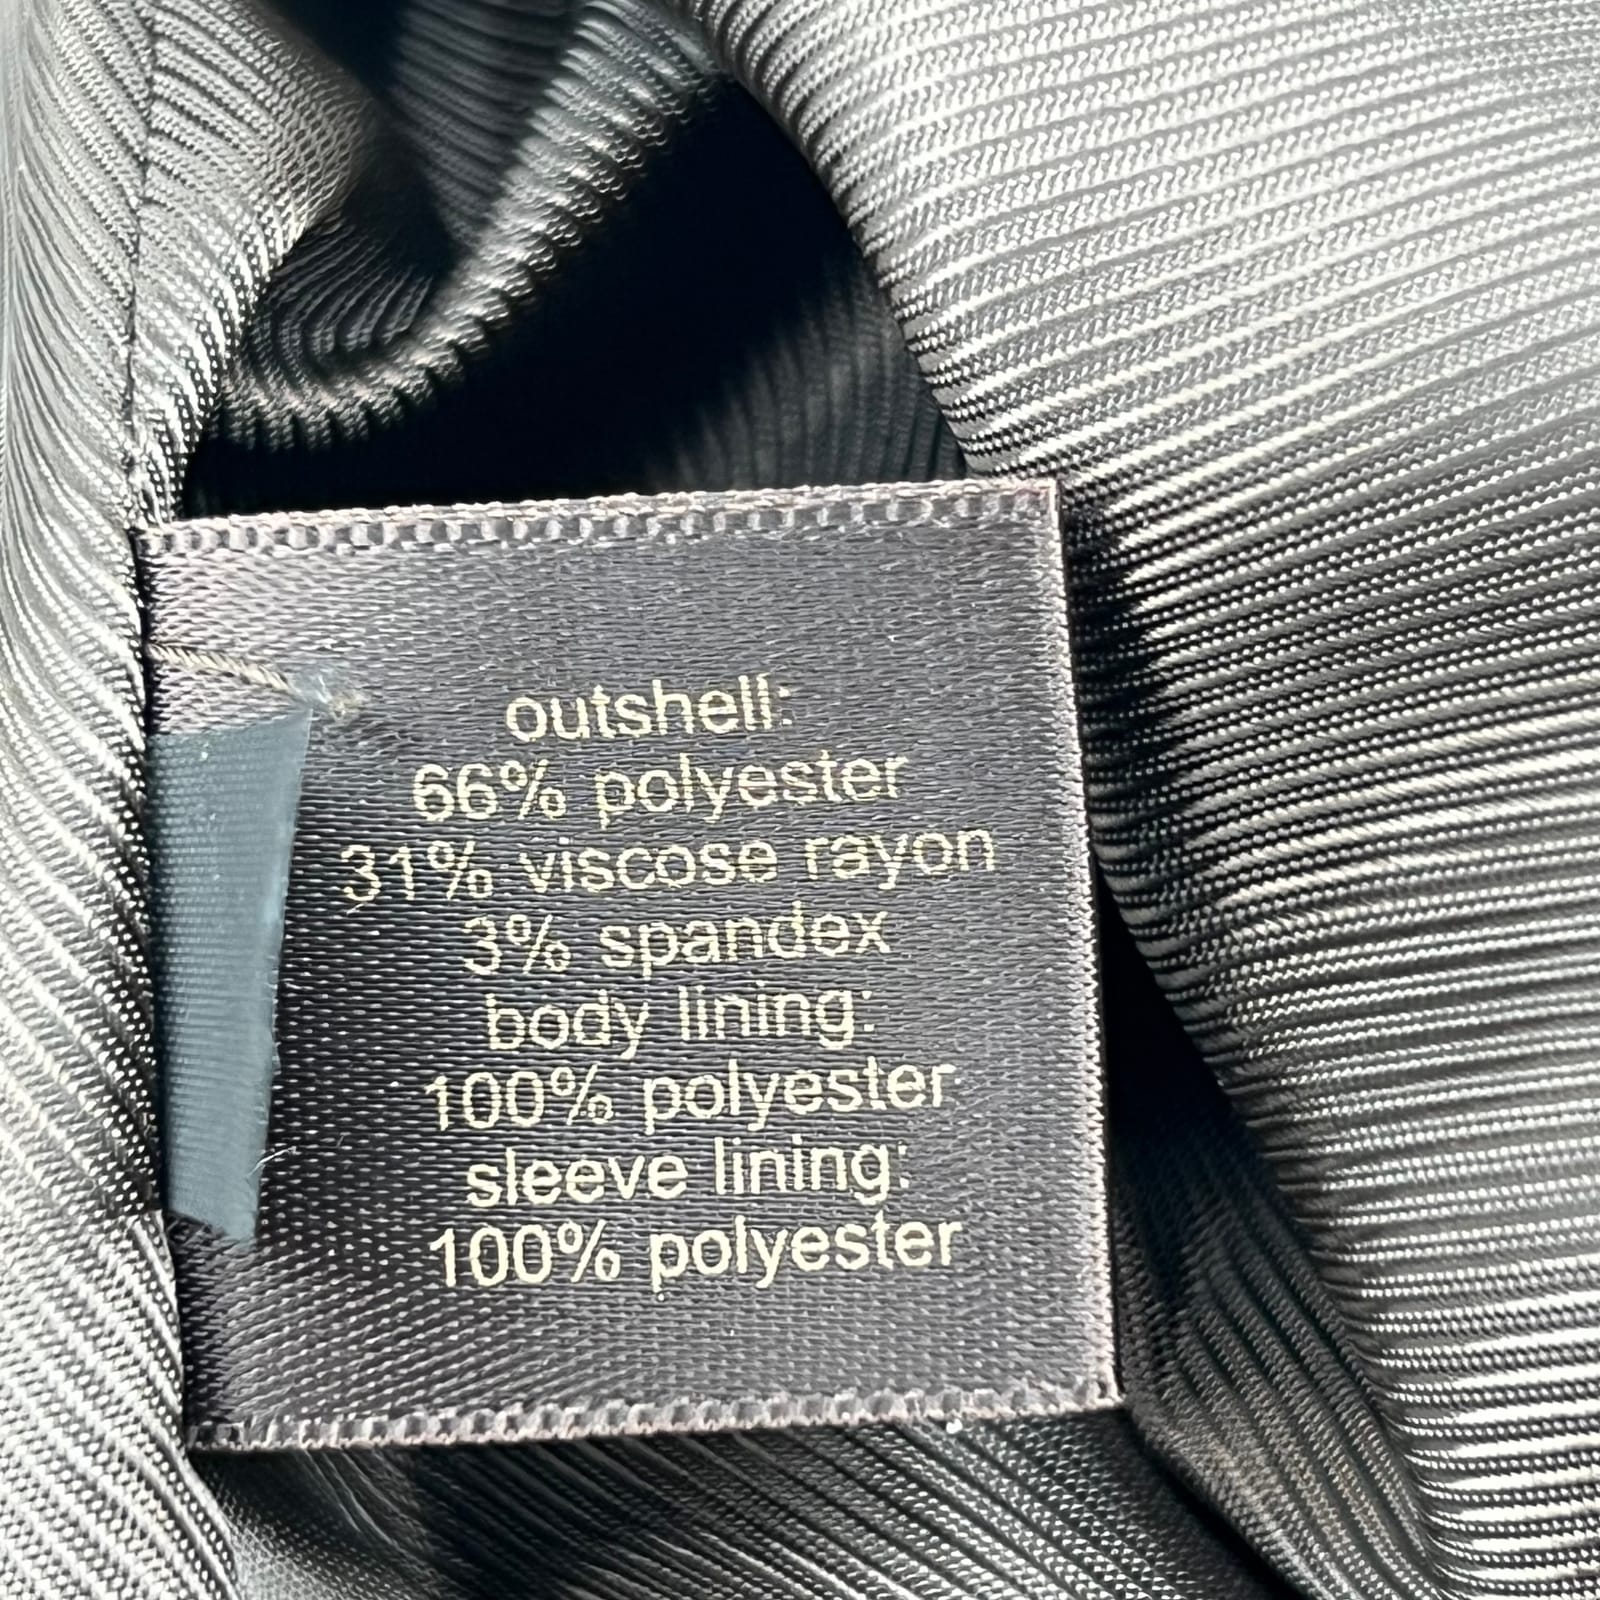 outshell:
66% polyester
31% viscose rayon
3% spandex
body lining:
100% polyester
sleeve lining:
100% polyester